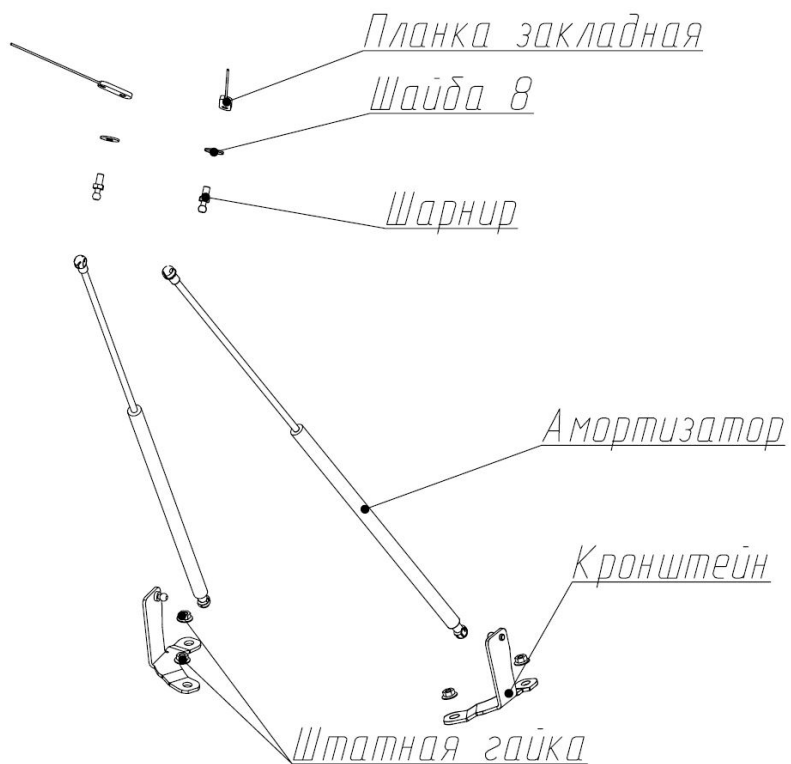 Планка закладная
Шайба 8
Шарнир
Амортизатор
Кронштейн
Штатная гайка